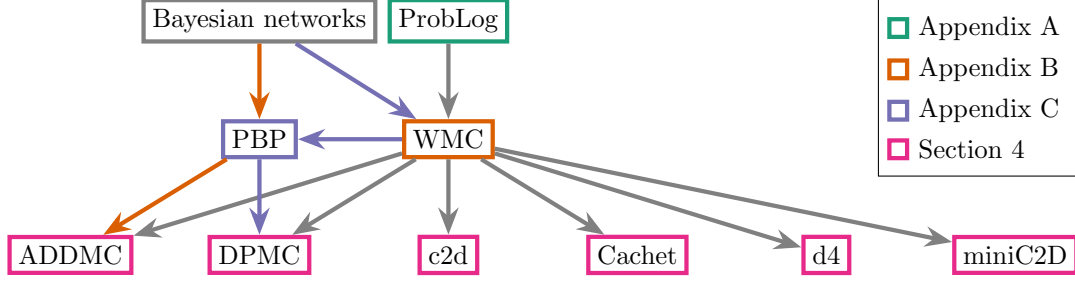 Bayesian networks
ProbLog
Appendix A
Appendix B
Appendix C
Section 4
PBP
WMC
ADDMC
DPMC
c2d
Cachet
d4
miniC2D